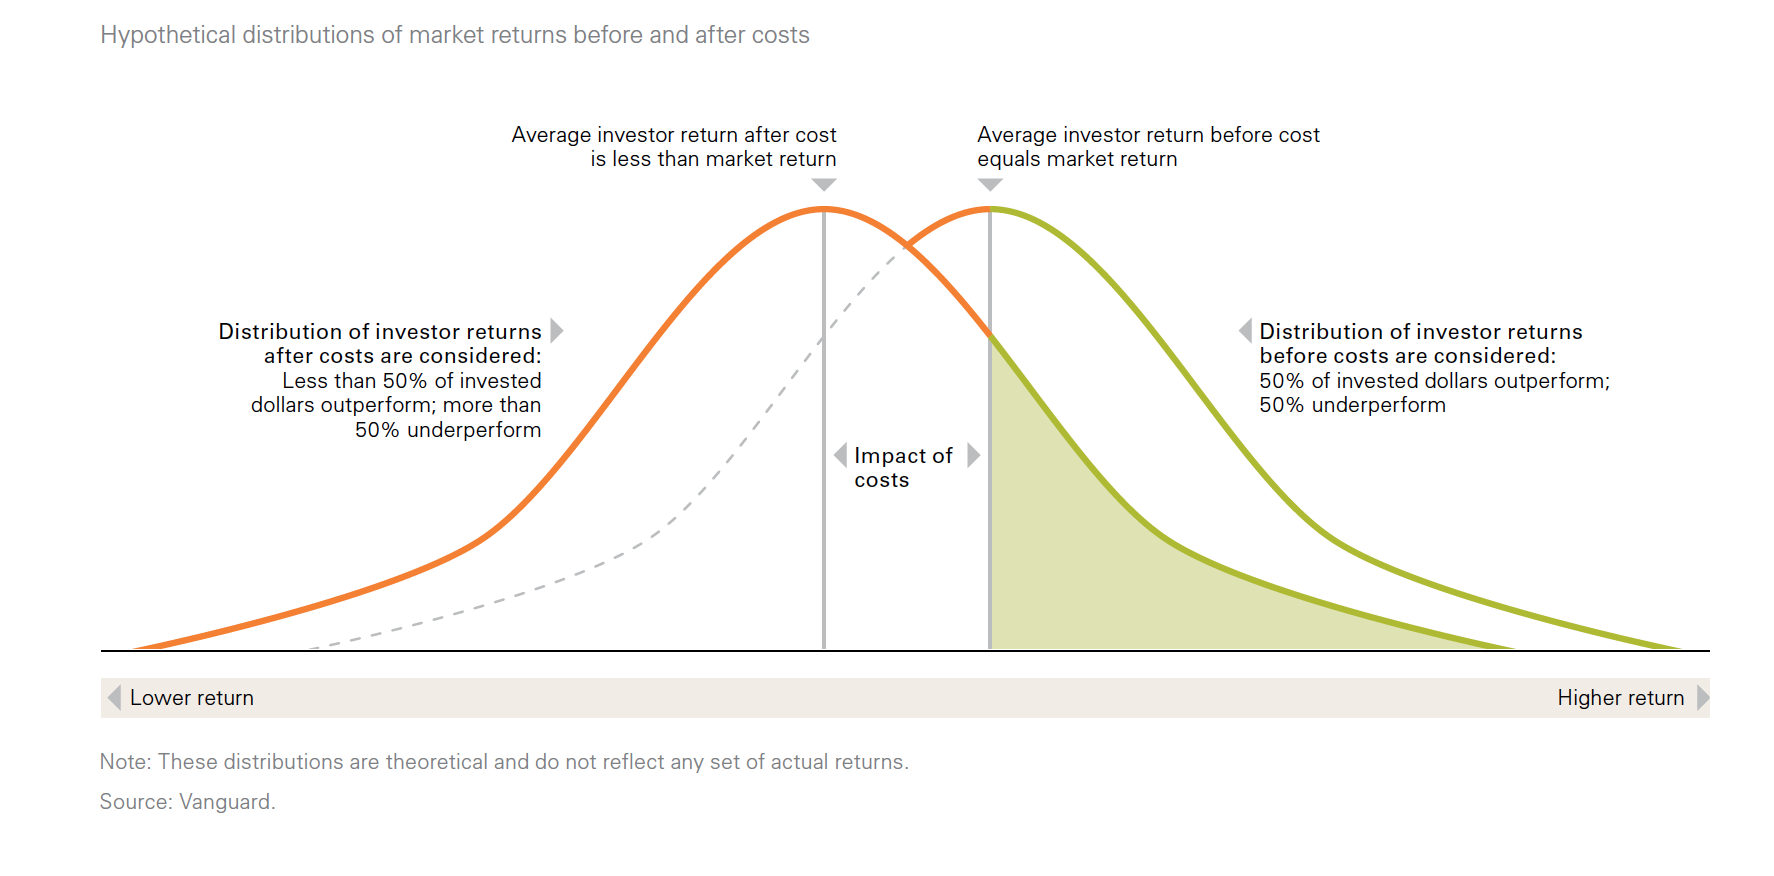 Hypothetical distributions of market returns before and after costs
Average investor return after cost
is less than market return
Average investor return before cost
equals market return
Distribution of investor returns
after costs are considered:
Less than 50% of invested
dollars outperform; more than
50% underperform
Distribution of investor returns
before costs are considered:
50% of invested dollars outperform;
50% underperform
Impact of
costs
Lower return
Higher return
Note: These distributions are theoretical and do not reflect any set of actual returns.
Source: Vanguard.